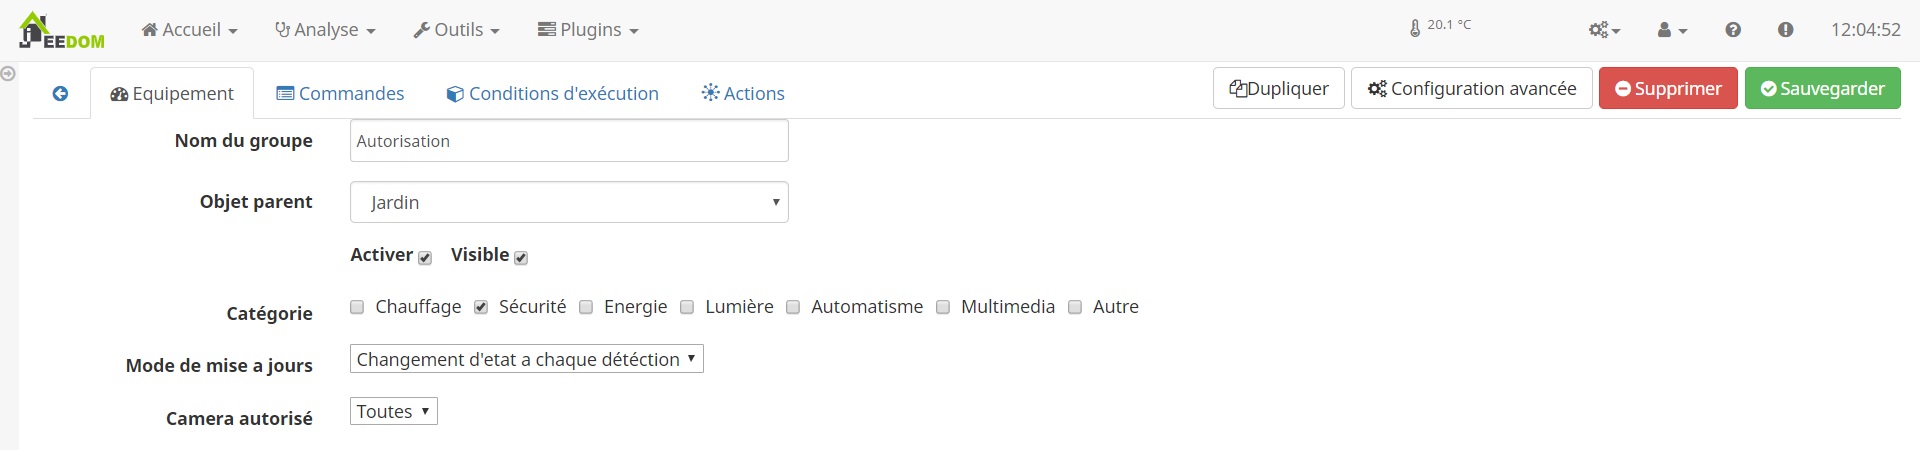 jEEDOM Accueil Analyse Outils Plugins 20.1 °C 12:04:52
Equipement Commandes Conditions d'exécution Actions Dupliquer Configuration avancée Supprimer Sauvegarder
Nom du groupe Autorisation
Objet parent Jardin
Activer Visible
Catégorie Chauffage Sécurité Energie Lumière Automatisme Multimedia Autre
Mode de mise a jours Changement d'etat a chaque détéction
Camera autorisé Toutes